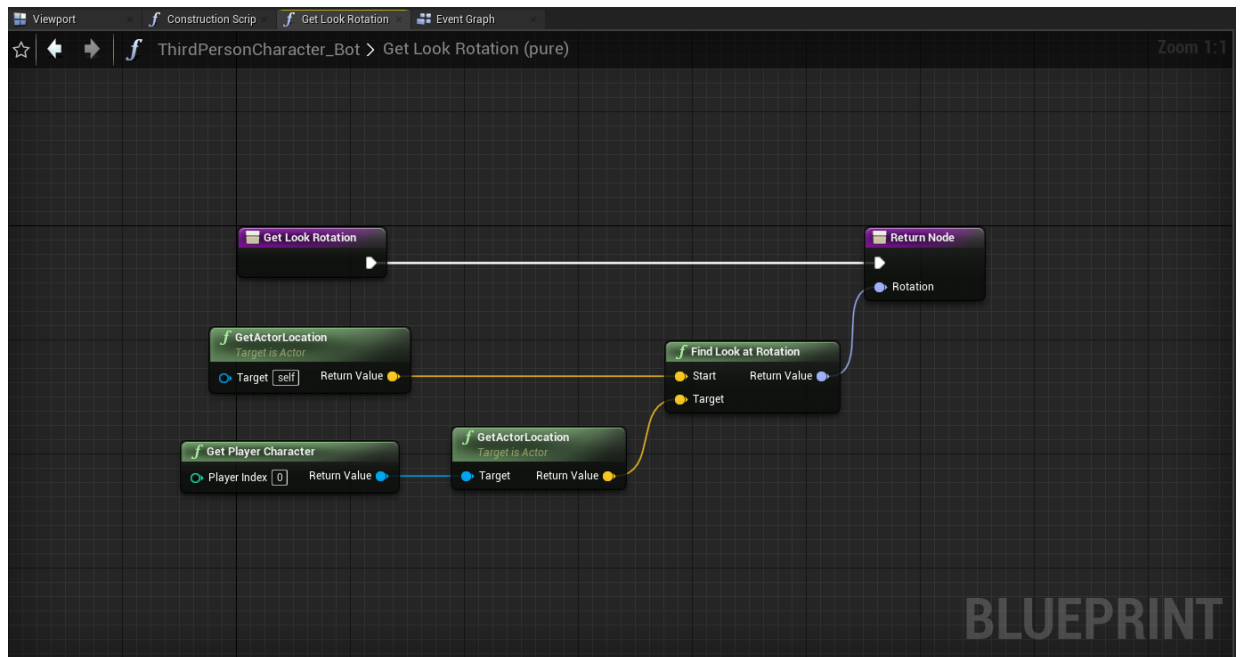 Viewport
Construction Scrip
Get Look Rotation
Event Graph
ThirdPersonCharacter_Bot > Get Look Rotation (pure)
Zoom 1:1
Get Look Rotation
Return Node
Rotation
GetActorLocation
Target is Actor
Target self Return Value
Find Look at Rotation
Start Return Value
Target
Get Player Character
Player Index 0 Return Value
GetActorLocation
Target is Actor
Target Return Value
BLUEPRINT